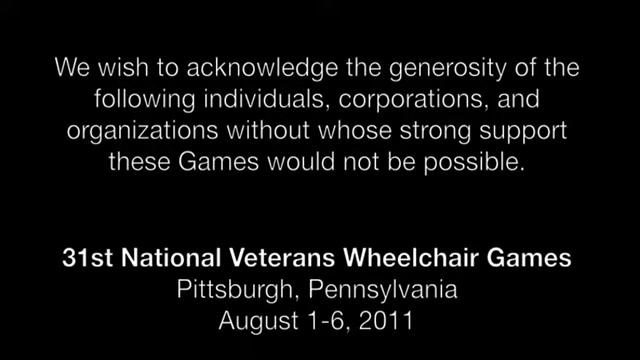 We wish to acknowledge the generosity of the
following individuals, corporations, and
organizations without whose strong support
these Games would not be possible.
31st National Veterans Wheelchair Games
Pittsburgh, Pennsylvania
August 1-6, 2011